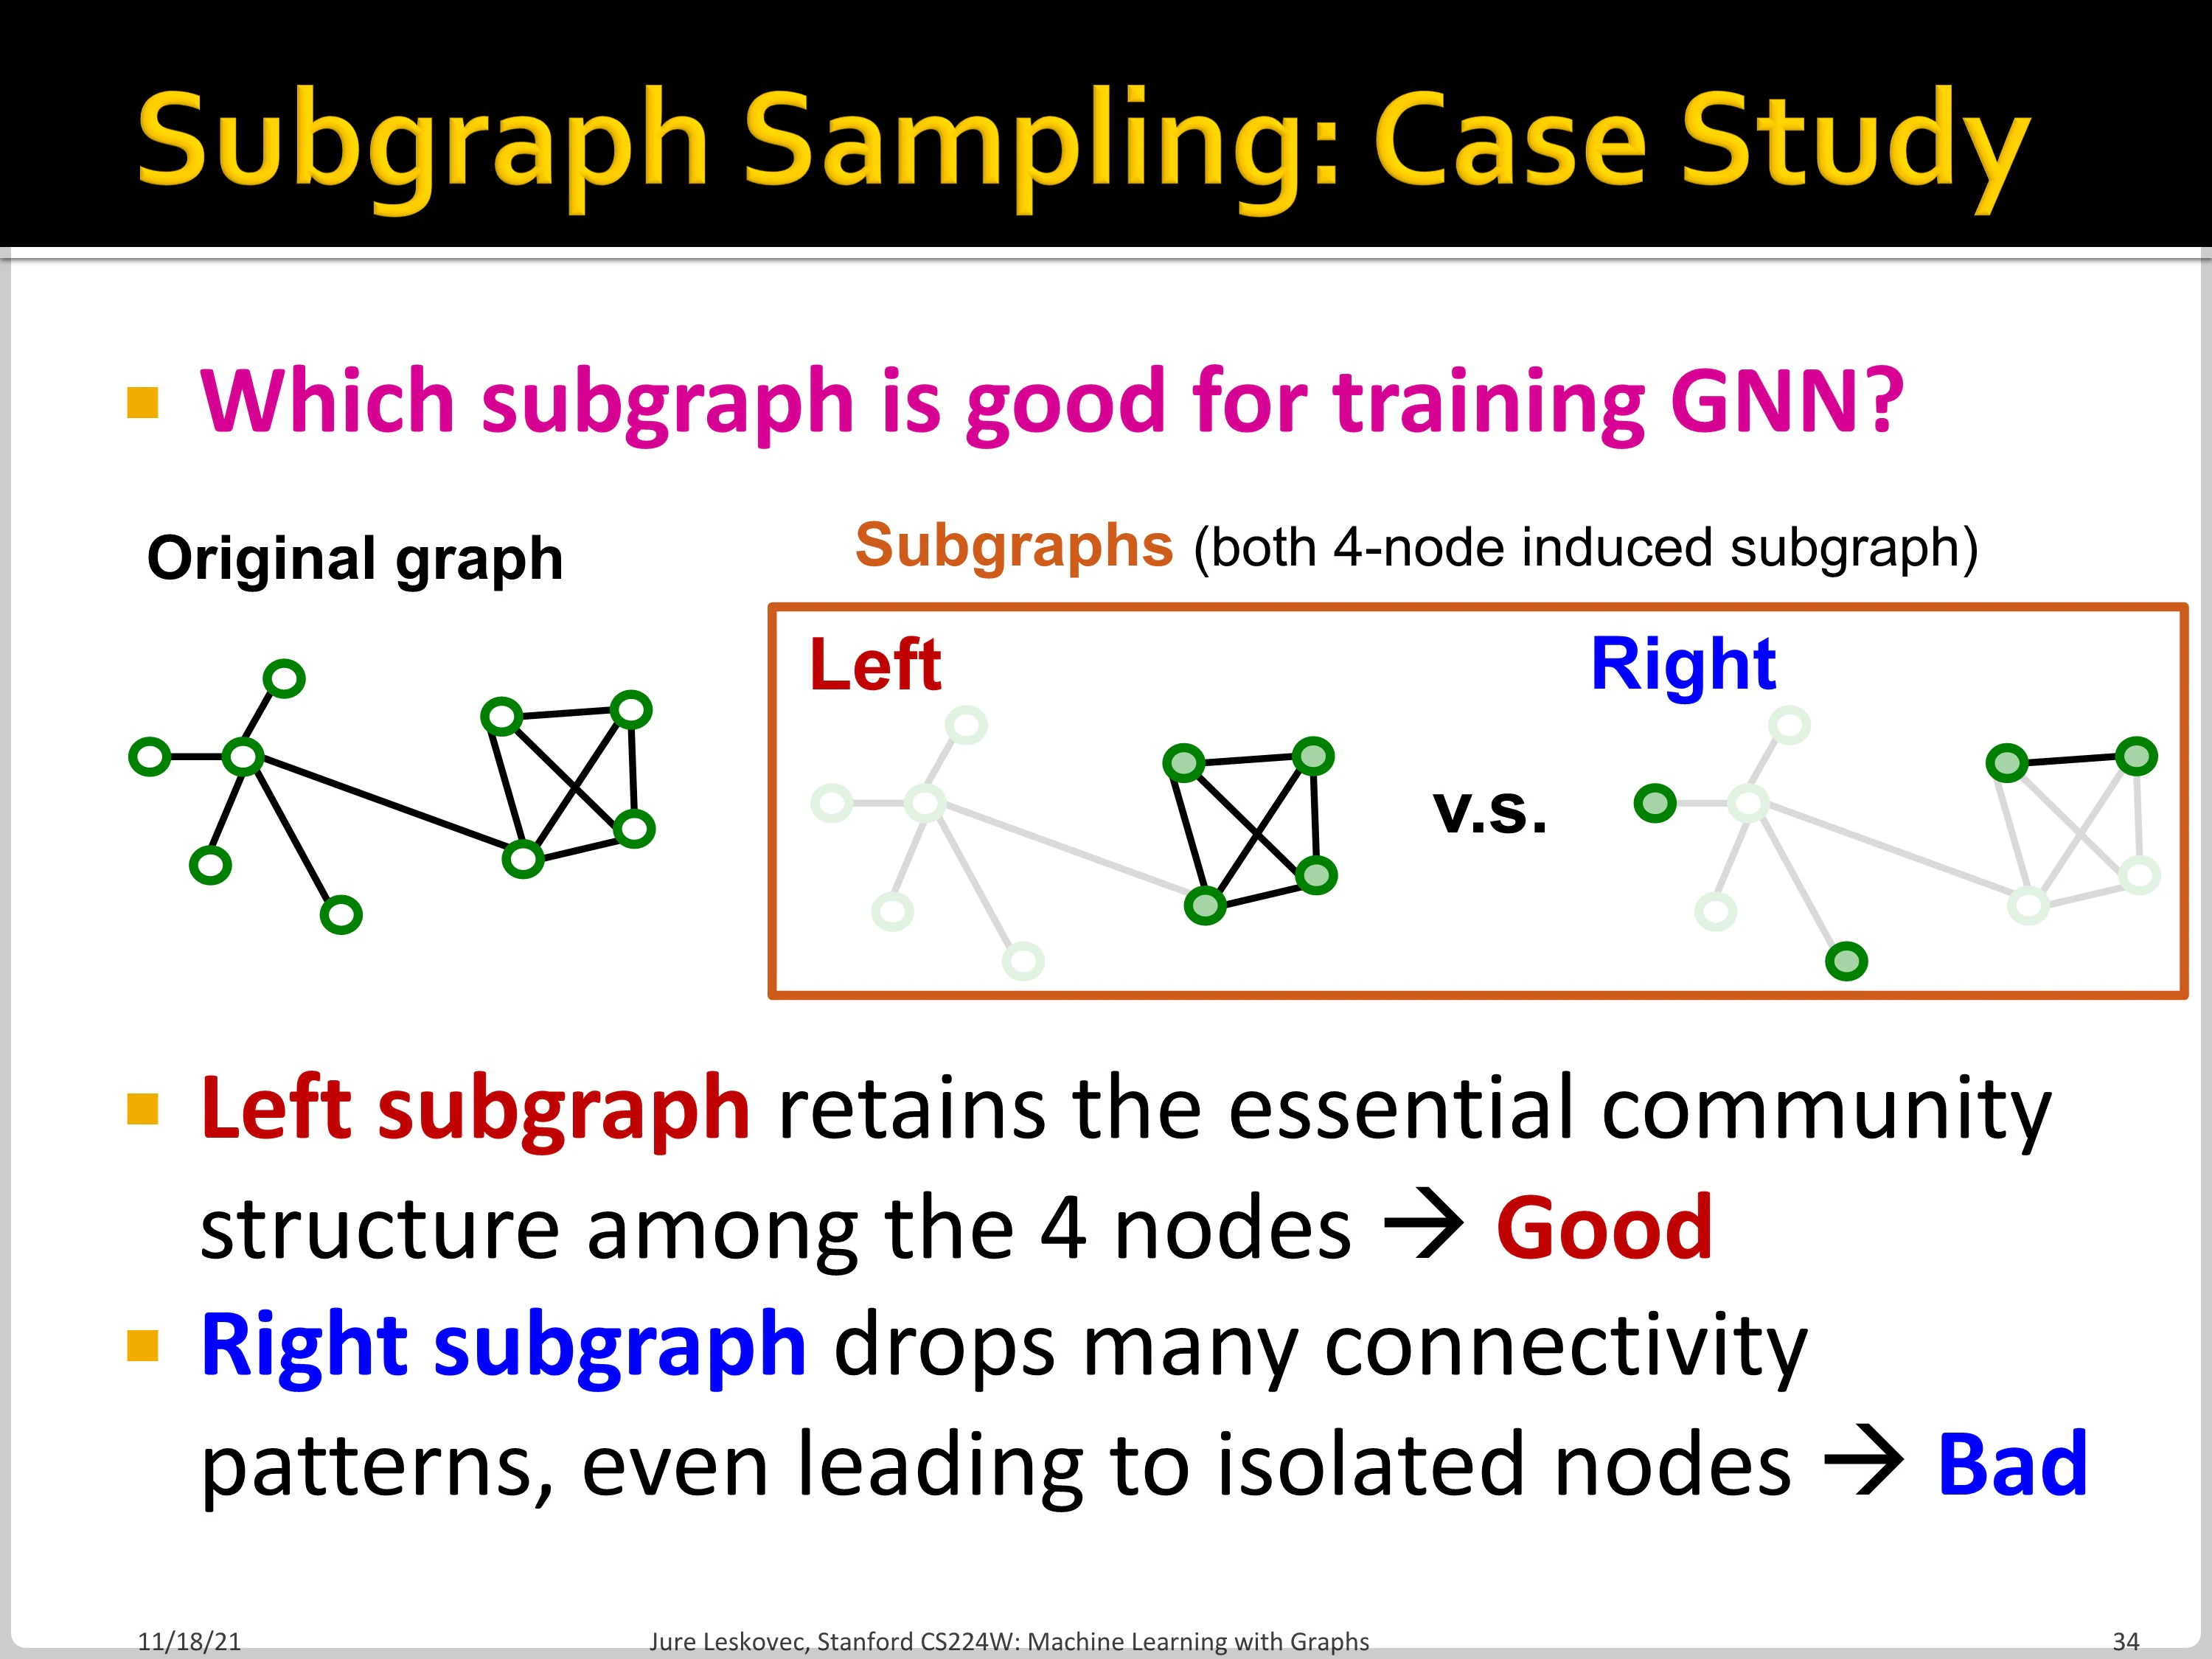 Subgraph Sampling: Case Study
Which subgraph is good for training GNN?
Original graph
Subgraphs (both 4-node induced subgraph)
Left
Right
v.s.
Left subgraph retains the essential community
structure among the 4 nodes → Good
Right subgraph drops many connectivity
patterns, even leading to isolated nodes → Bad
11/18/21
Jure Leskovec, Stanford CS224W: Machine Learning with Graphs
34